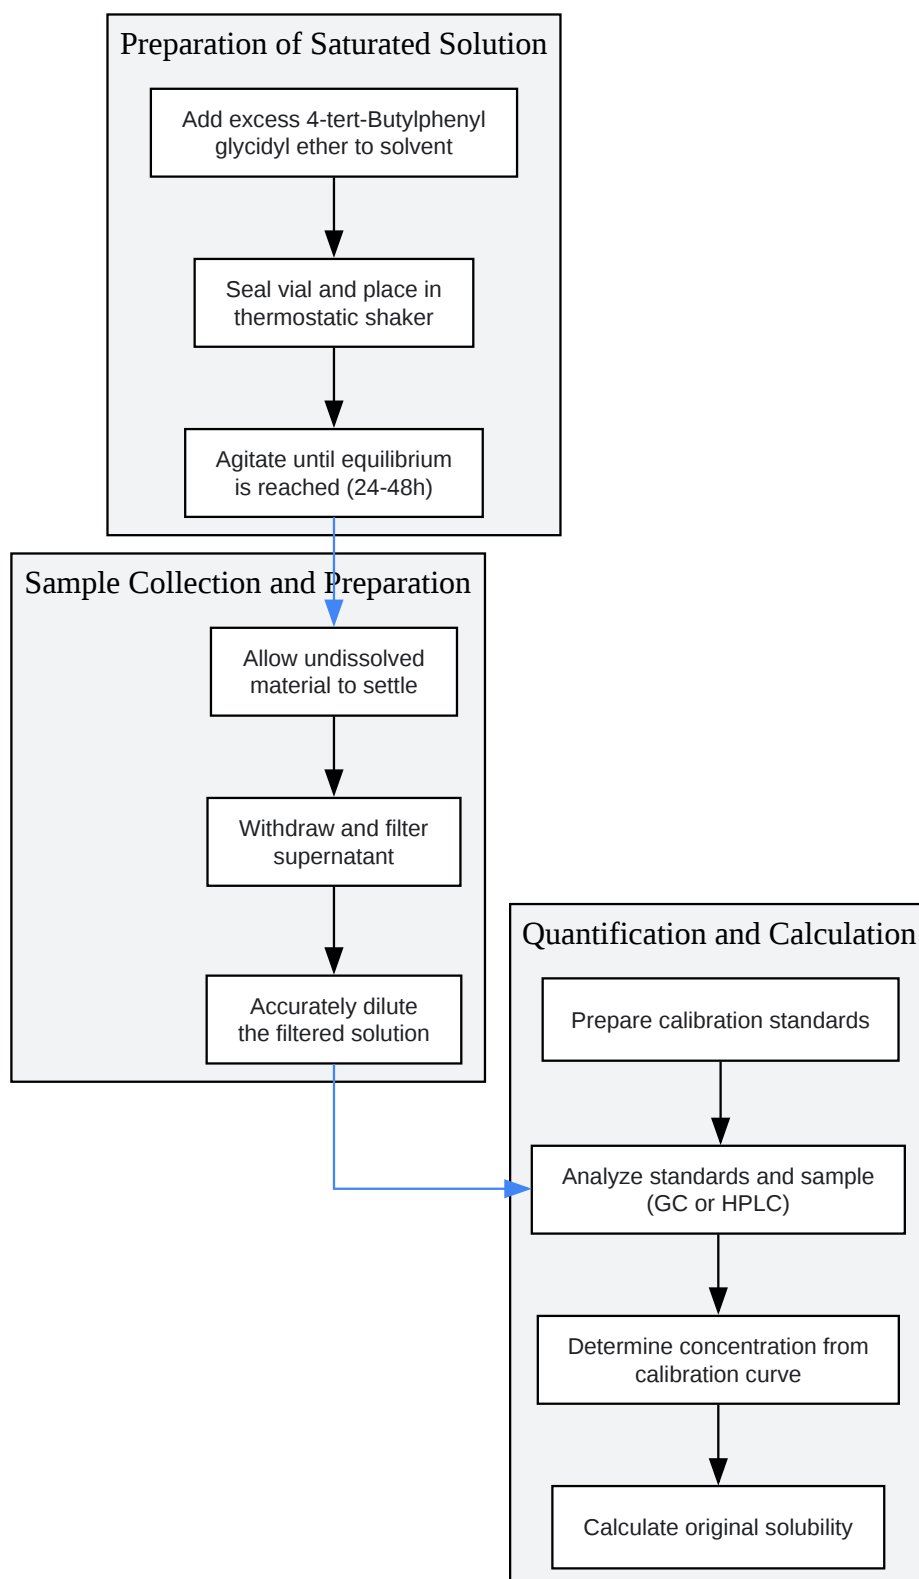 Preparation of Saturated Solution
Add excess 4-tert-Butylphenyl
glycidyl ether to solvent
Seal vial and place in
thermostatic shaker
Agitate until equilibrium
is reached (24-48h)
Sample Collection and Preparation
Allow undissolved
material to settle
Withdraw and filter
supernatant
Accurately dilute
the filtered solution
Quantification and Calculation
Prepare calibration standards
Analyze standards and sample
(GC or HPLC)
Determine concentration from
calibration curve
Calculate original solubility